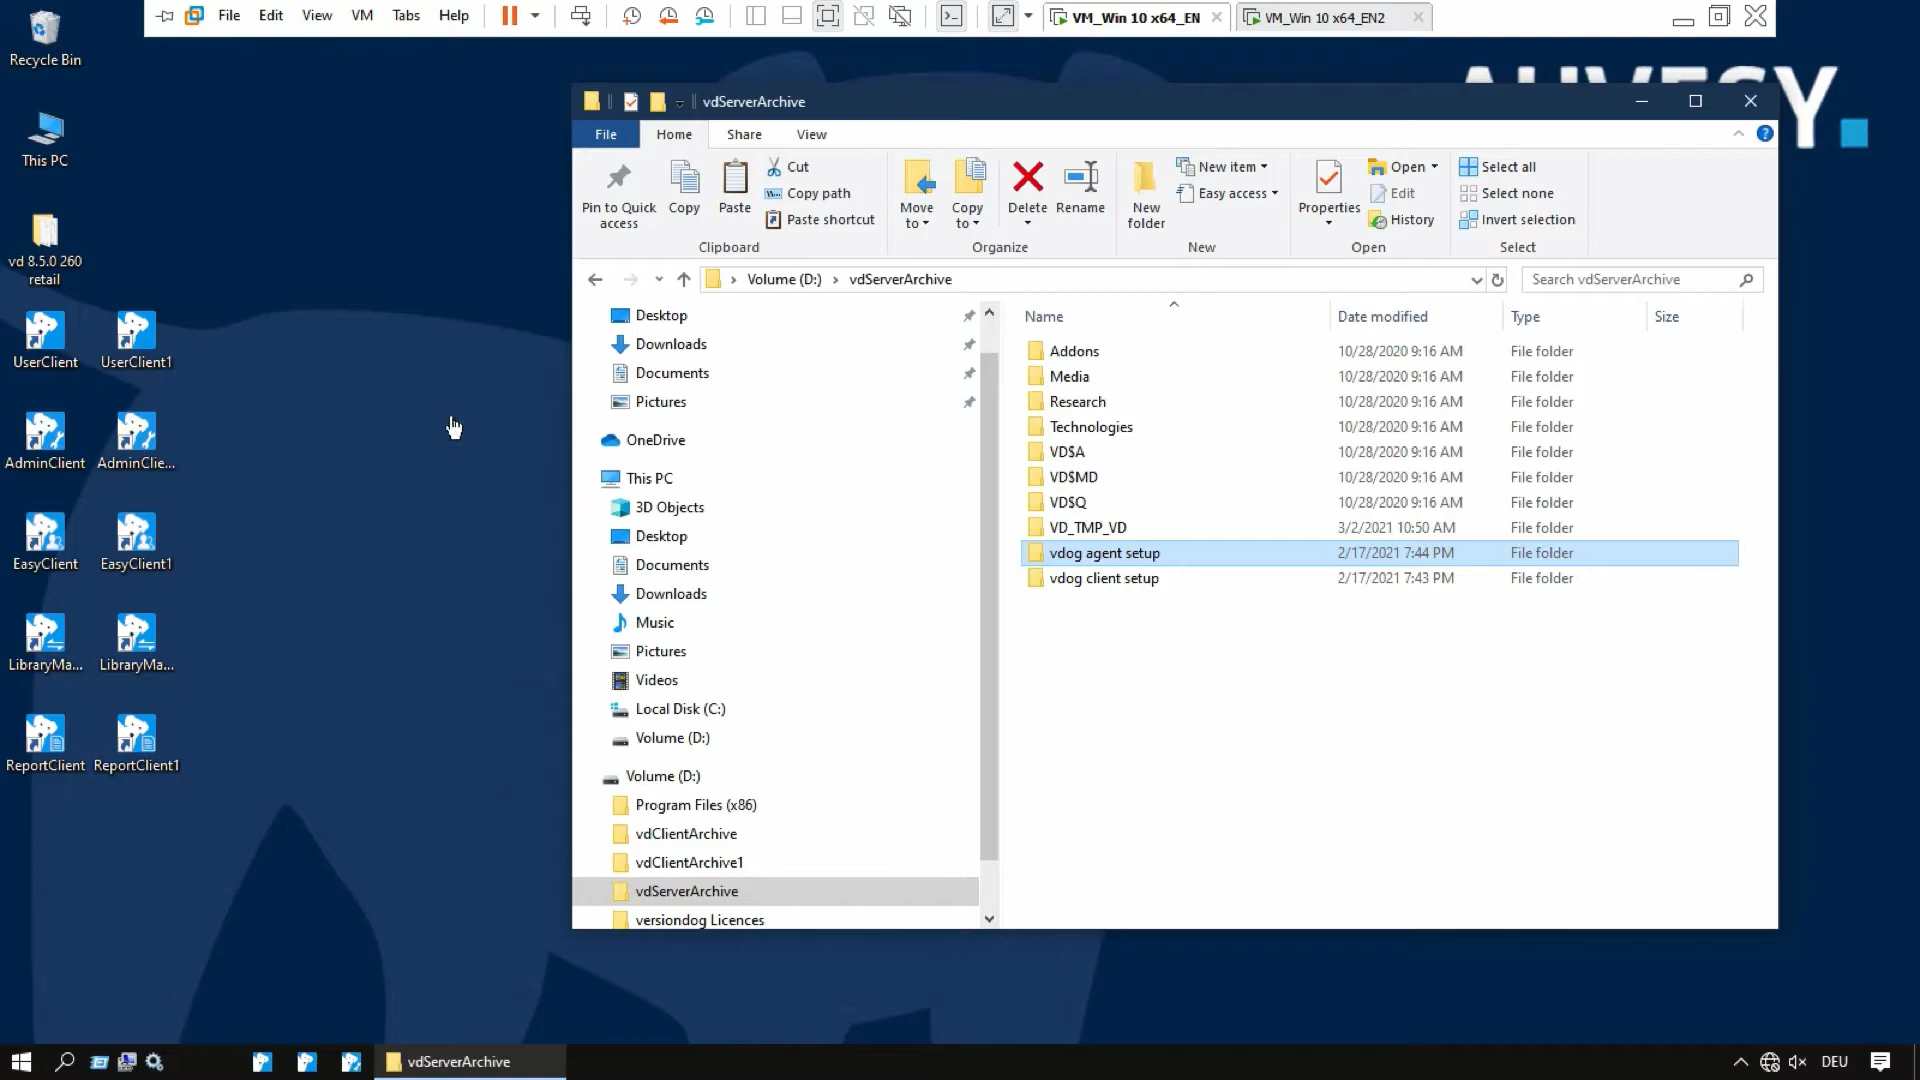 File Edit View VM Tabs Help VM_Win 10 x64_EN VM_Win 10 x64_EN2
Recycle Bin
This PC
vd 8.5.0 260
retail
UserClient UserClient1
AdminClient AdminClie...
EasyClient EasyClient1
LibraryMa... LibraryMa...
ReportClient ReportClient1
vdServerArchive
File Home Share View
Pin to Quick
access
Copy
Paste
Cut
Copy path
Paste shortcut
Clipboard
Move
to
Copy
to
Delete
Rename
Organize
New
folder
New item
Easy access
New
Properties
Open
Edit
History
Open
Select all
Select none
Invert selection
Select
Volume (D:) vdServerArchive
Search vdServerArchive
Desktop
Downloads
Documents
Pictures
OneDrive
This PC
3D Objects
Desktop
Documents
Downloads
Music
Pictures
Videos
Local Disk (C:)
Volume (D:)
Volume (D:)
Program Files (x86)
vdClientArchive
vdClientArchive1
vdServerArchive
versiondog Licences
Name Date modified Type Size
Addons 10/28/2020 9:16 AM File folder
Media 10/28/2020 9:16 AM File folder
Research 10/28/2020 9:16 AM File folder
Technologies 10/28/2020 9:16 AM File folder
VD$A 10/28/2020 9:16 AM File folder
VD$MD 10/28/2020 9:16 AM File folder
VD$Q 10/28/2020 9:16 AM File folder
VD_TMP_VD 3/2/2021 10:50 AM File folder
vdog agent setup 2/17/2021 7:44 PM File folder
vdog client setup 2/17/2021 7:43 PM File folder
vdServerArchive
DEU